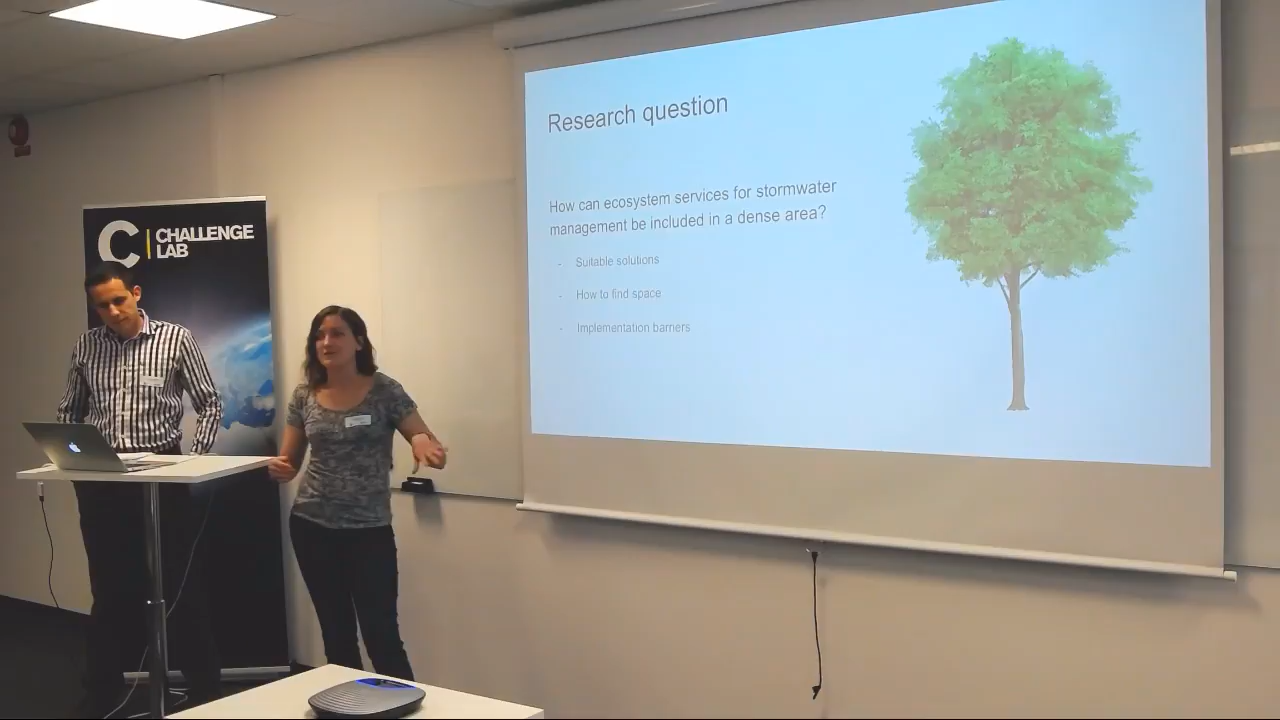 Research question
How can ecosystem services for stormwater
management be included in a dense area?
- Suitable solutions
- How to find space
- Implementation barriers
C | CHALLENGE
LAB